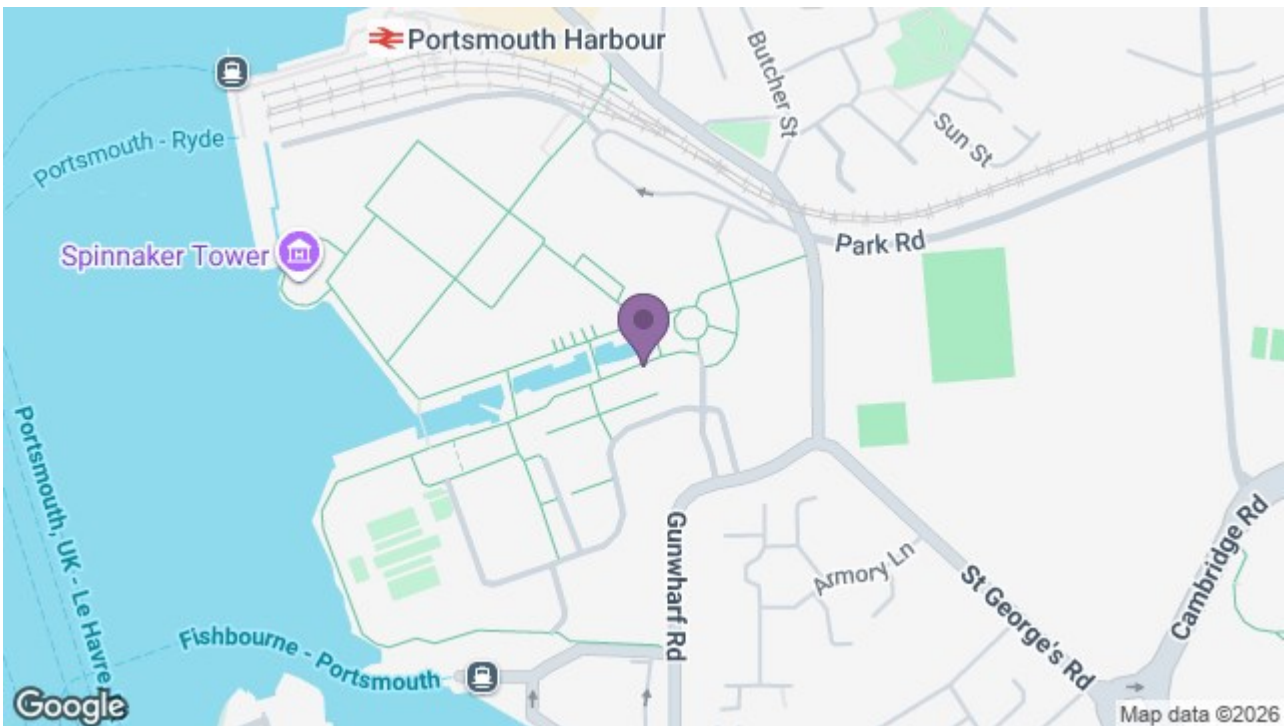 Portsmouth Harbour
Butcher St
Sun St
Portsmouth - Ryde
Park Rd
Spinnaker Tower
Portsmouth, UK - Le Havre
Gunwharf Rd
Armory Ln
St George's Rd
Cambridge Rd
Fishbourne - Portsmouth
Google
Map data ©2026